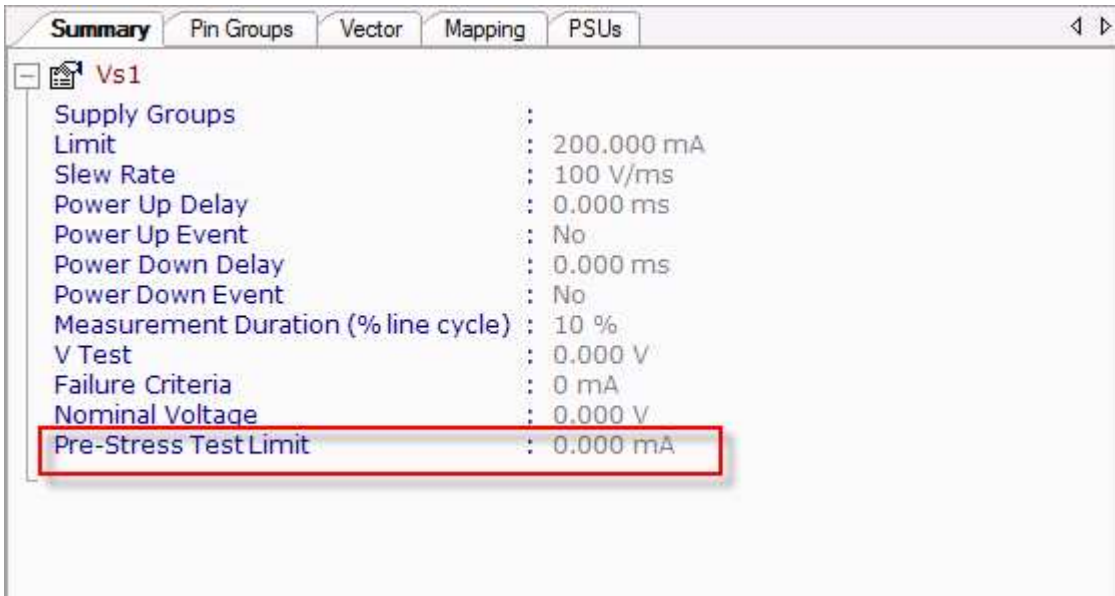 Summary Pin Groups Vector Mapping PSUs
Vs1
Supply Groups :
Limit : 200.000 mA
Slew Rate : 100 V/ms
Power Up Delay : 0.000 ms
Power Up Event : No
Power Down Delay : 0.000 ms
Power Down Event : No
Measurement Duration (% line cycle) : 10 %
V Test : 0.000 V
Failure Criteria : 0 mA
Nominal Voltage : 0.000 V
Pre-Stress Test Limit : 0.000 mA